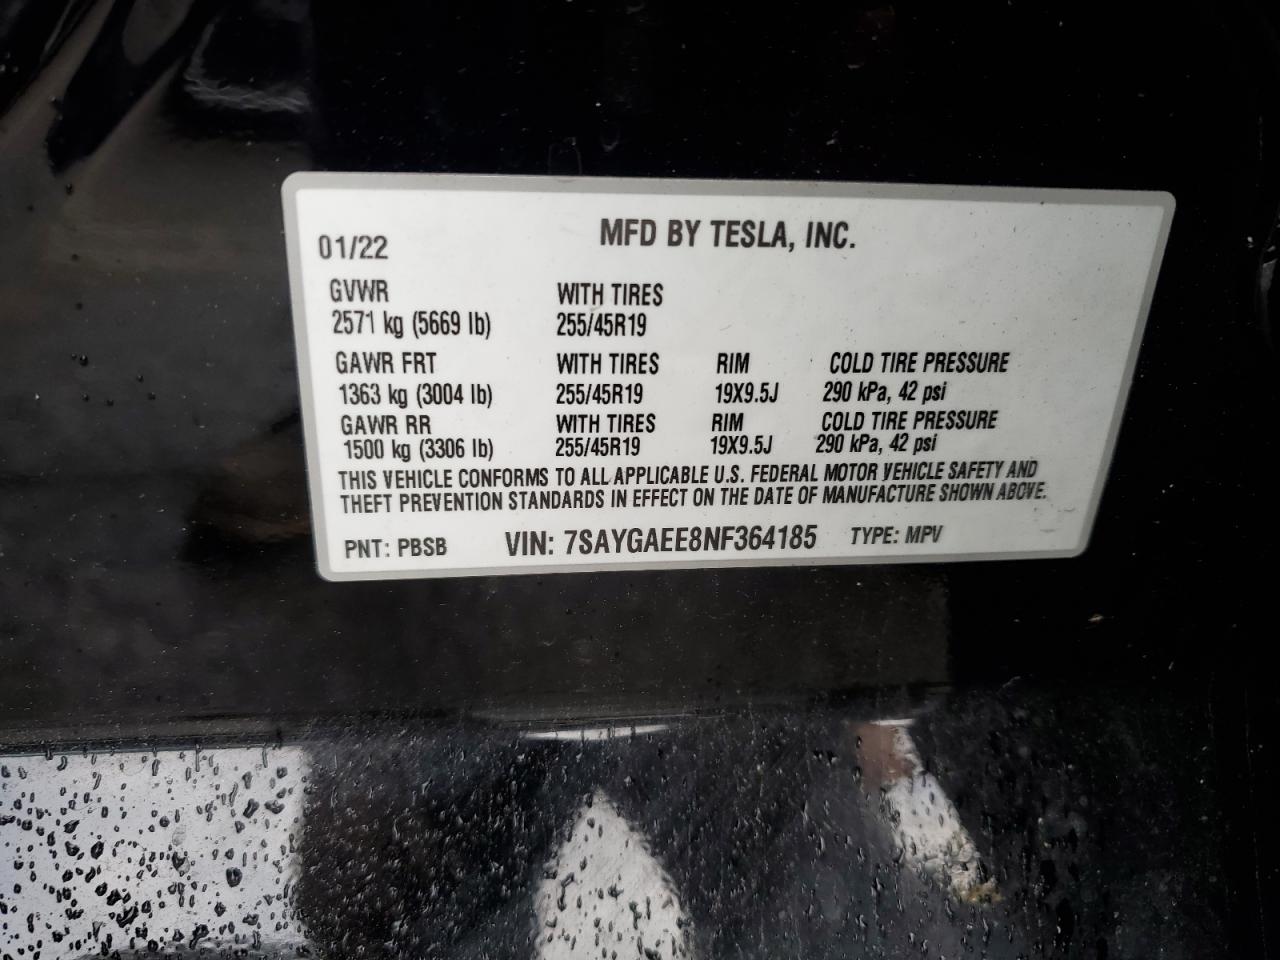 MFD BY TESLA, INC.
01/22
GVWR WITH TIRES
2571 kg (5669 lb) 255/45R19
GAWR FRT WITH TIRES RIM COLD TIRE PRESSURE
1363 kg (3004 lb) 255/45R19 19X9.5J 290 kPa, 42 psi
GAWR RR WITH TIRES RIM COLD TIRE PRESSURE
1500 kg (3306 lb) 255/45R19 19X9.5J 290 kPa, 42 psi
THIS VEHICLE CONFORMS TO ALL APPLICABLE U.S. FEDERAL MOTOR VEHICLE SAFETY AND
THEFT PREVENTION STANDARDS IN EFFECT ON THE DATE OF MANUFACTURE SHOWN ABOVE.
PNT: PBSB VIN: 7SAYGAEE8NF364185 TYPE: MPV